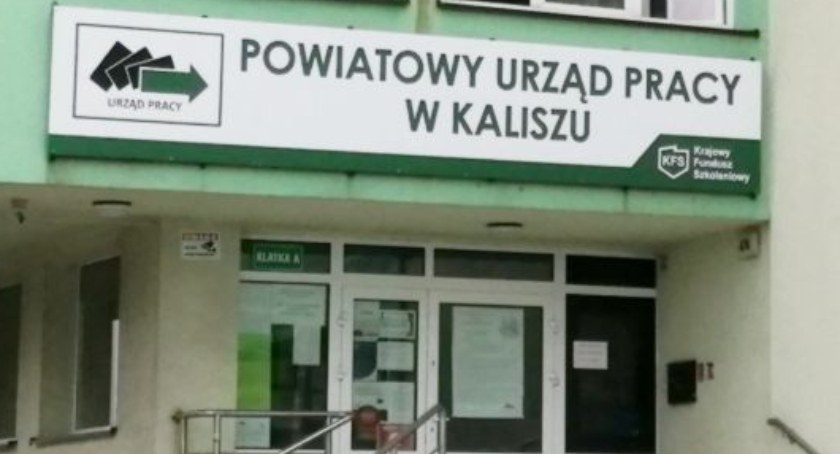 POWIATOWY URZĄD PRACY
W KALISZU
URZĄD PRACY
KFS
Krajowy
Fundusz
Szkoleniowy
KLATKA A